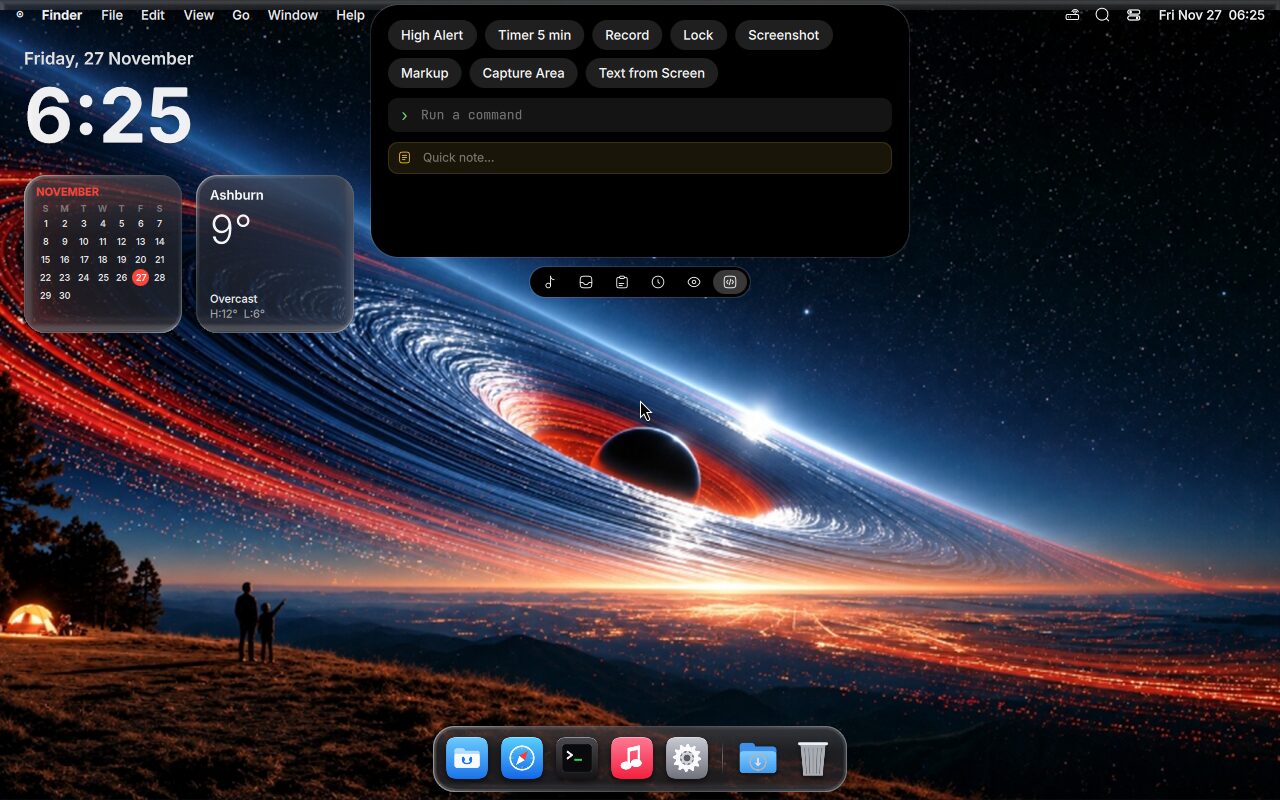 Finder File Edit View Go Window Help
Fri Nov 27 06:25
Friday, 27 November
6:25
NOVEMBER
S M T W T F S
1 2 3 4 5 6 7
8 9 10 11 12 13 14
15 16 17 18 19 20 21
22 23 24 25 26 27 28
29 30
Ashburn
9°
Overcast
H:12° L:6°
High Alert Timer 5 min Record Lock Screenshot
Markup Capture Area Text from Screen
Run a command
Quick note...